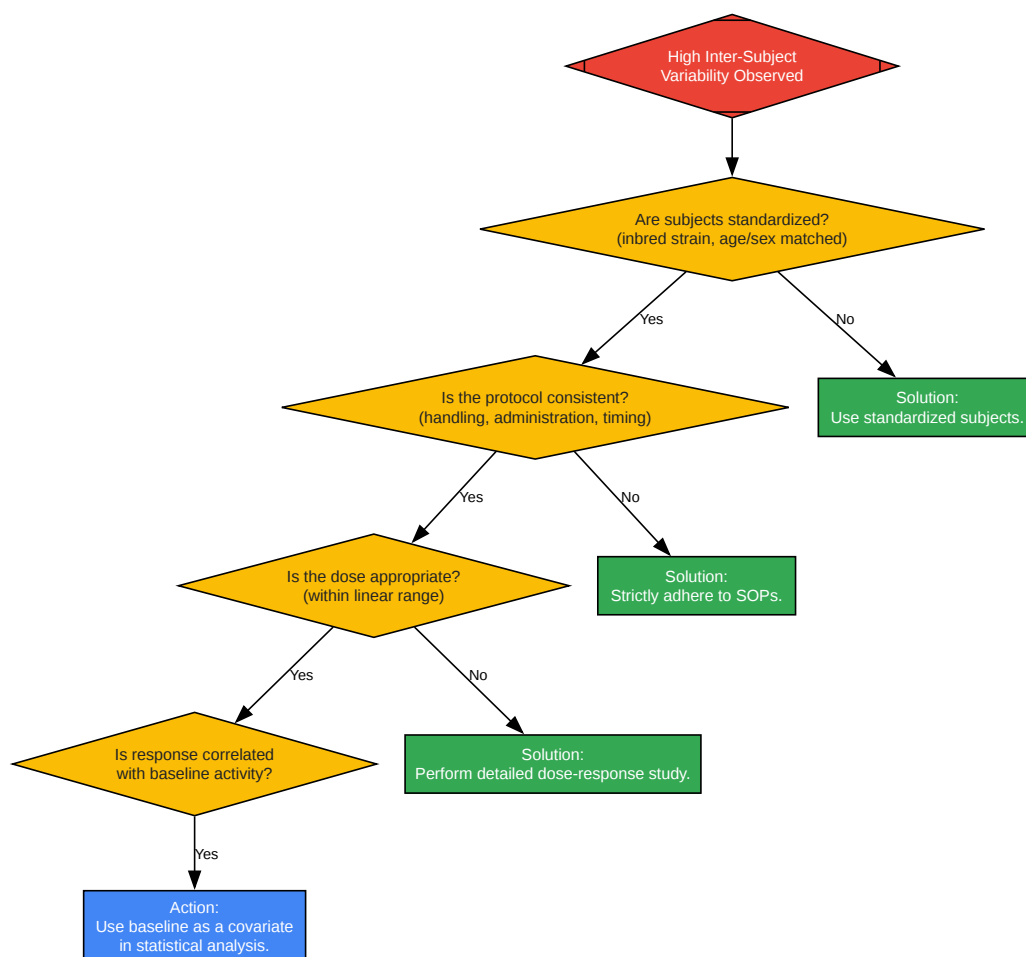 High Inter-Subject
Variability Observed
Are subjects standardized?
(inbred strain, age/sex matched)
Yes
No
Is the protocol consistent?
(handling, administration, timing)
Solution:
Use standardized subjects.
Yes
No
Is the dose appropriate?
(within linear range)
Solution:
Strictly adhere to SOPs.
Yes
No
Is response correlated
with baseline activity?
Solution:
Perform detailed dose-response study.
Yes
Action:
Use baseline as a covariate
in statistical analysis.